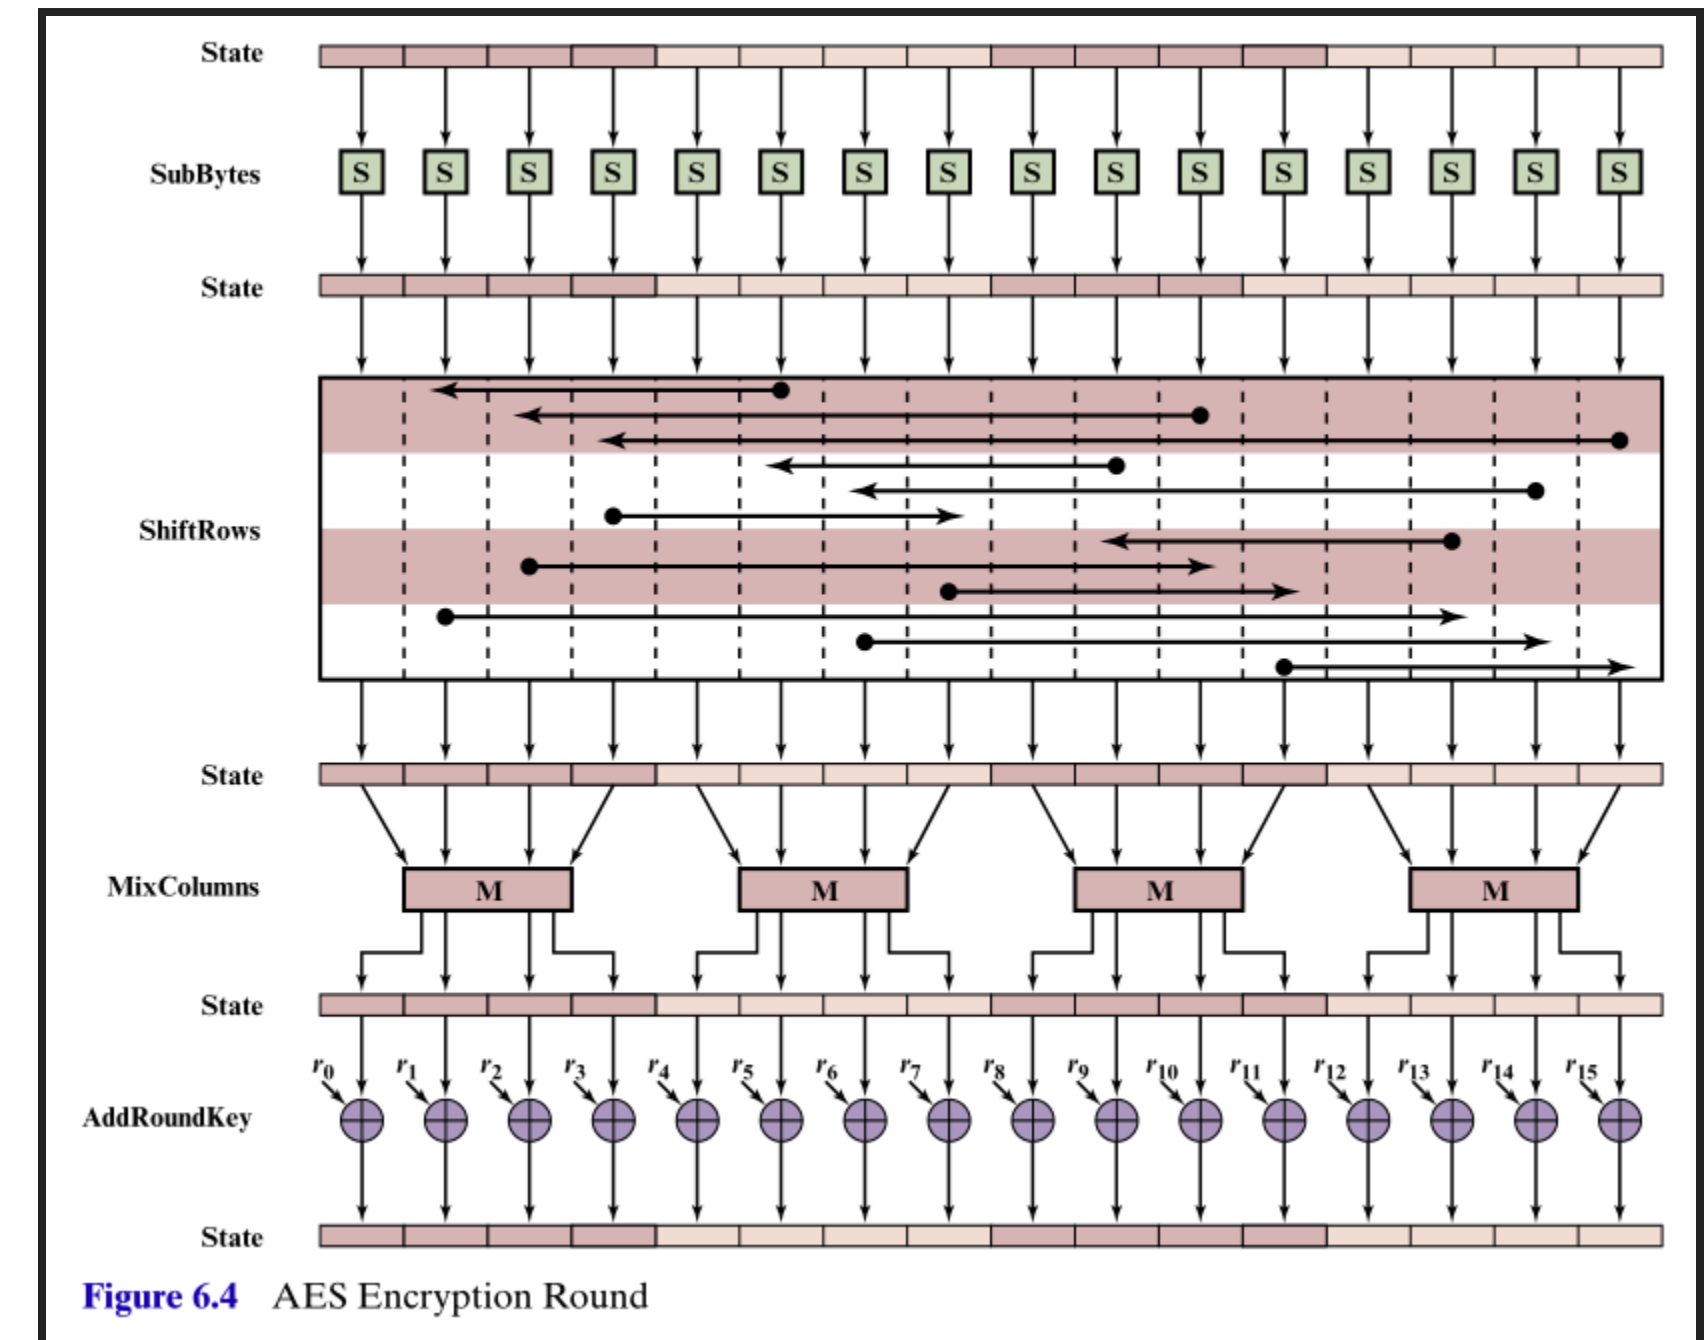 State
SubBytes S S S S S S S S S S S S S S S S
State
ShiftRows
State
MixColumns M M M M
State
r0 r1 r2 r3 r4 r5 r6 r7 r8 r9 r10 r11 r12 r13 r14 r15
AddRoundKey
State
Figure 6.4 AES Encryption Round